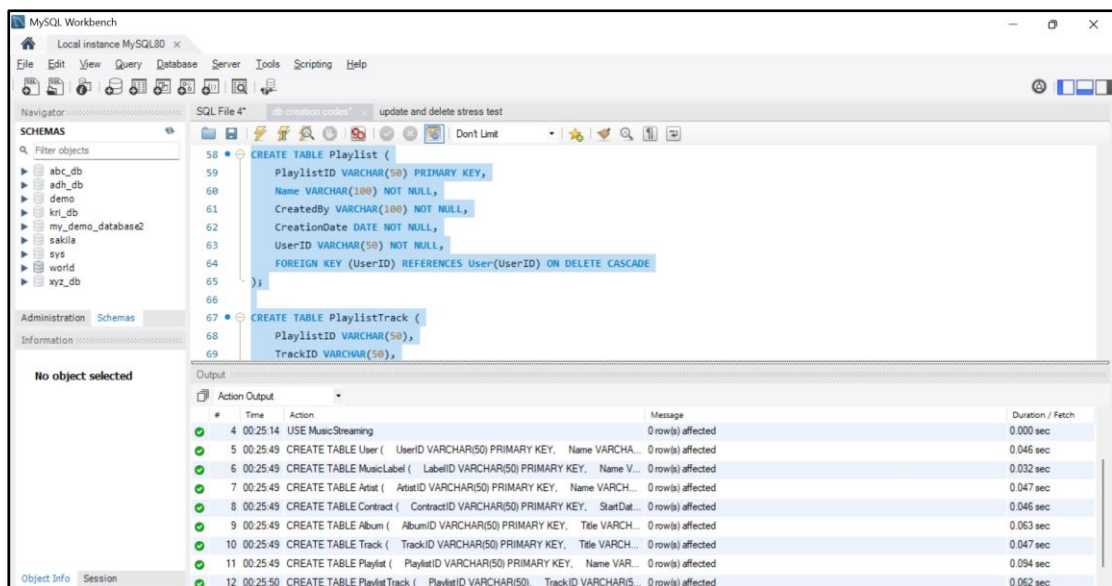 MySQL Workbench
Local instance MySQL80
File Edit View Query Database Server Tools Scripting Help
Navigator
SCHEMAS
Filter objects
abc_db
adh_db
demo
kri_db
my_demo_database2
sakila
sys
world
xyz_db
Administration Schemas
Information
No object selected
Object Info Session
SQL File 4* db creation codes* update and delete stress test
Don't Limit
58 CREATE TABLE Playlist (
59 PlaylistID VARCHAR(50) PRIMARY KEY,
60 Name VARCHAR(100) NOT NULL,
61 CreatedBy VARCHAR(100) NOT NULL,
62 CreationDate DATE NOT NULL,
63 UserID VARCHAR(50) NOT NULL,
64 FOREIGN KEY (UserID) REFERENCES User(UserID) ON DELETE CASCADE
65 );
66
67 CREATE TABLE PlaylistTrack (
68 PlaylistID VARCHAR(50),
69 TrackID VARCHAR(50),
Output
Action Output
# Time Action Message Duration / Fetch
4 00:25:14 USE MusicStreaming 0 row(s) affected 0.000 sec
5 00:25:49 CREATE TABLE User ( UserID VARCHAR(50) PRIMARY KEY, Name VARCHA... 0 row(s) affected 0.046 sec
6 00:25:49 CREATE TABLE MusicLabel ( LabelID VARCHAR(50) PRIMARY KEY, Name V... 0 row(s) affected 0.032 sec
7 00:25:49 CREATE TABLE Artist ( ArtistID VARCHAR(50) PRIMARY KEY, Name VARCH... 0 row(s) affected 0.047 sec
8 00:25:49 CREATE TABLE Contract ( ContractID VARCHAR(50) PRIMARY KEY, StartDat... 0 row(s) affected 0.046 sec
9 00:25:49 CREATE TABLE Album ( AlbumID VARCHAR(50) PRIMARY KEY, Title VARCH... 0 row(s) affected 0.063 sec
10 00:25:49 CREATE TABLE Track ( TrackID VARCHAR(50) PRIMARY KEY, Title VARCH... 0 row(s) affected 0.047 sec
11 00:25:49 CREATE TABLE Playlist ( PlaylistID VARCHAR(50) PRIMARY KEY, Name VAR... 0 row(s) affected 0.094 sec
12 00:25:50 CREATE TABLE PlaylistTrack ( PlaylistID VARCHAR(50), TrackID VARCHAR(5... 0 row(s) affected 0.062 sec